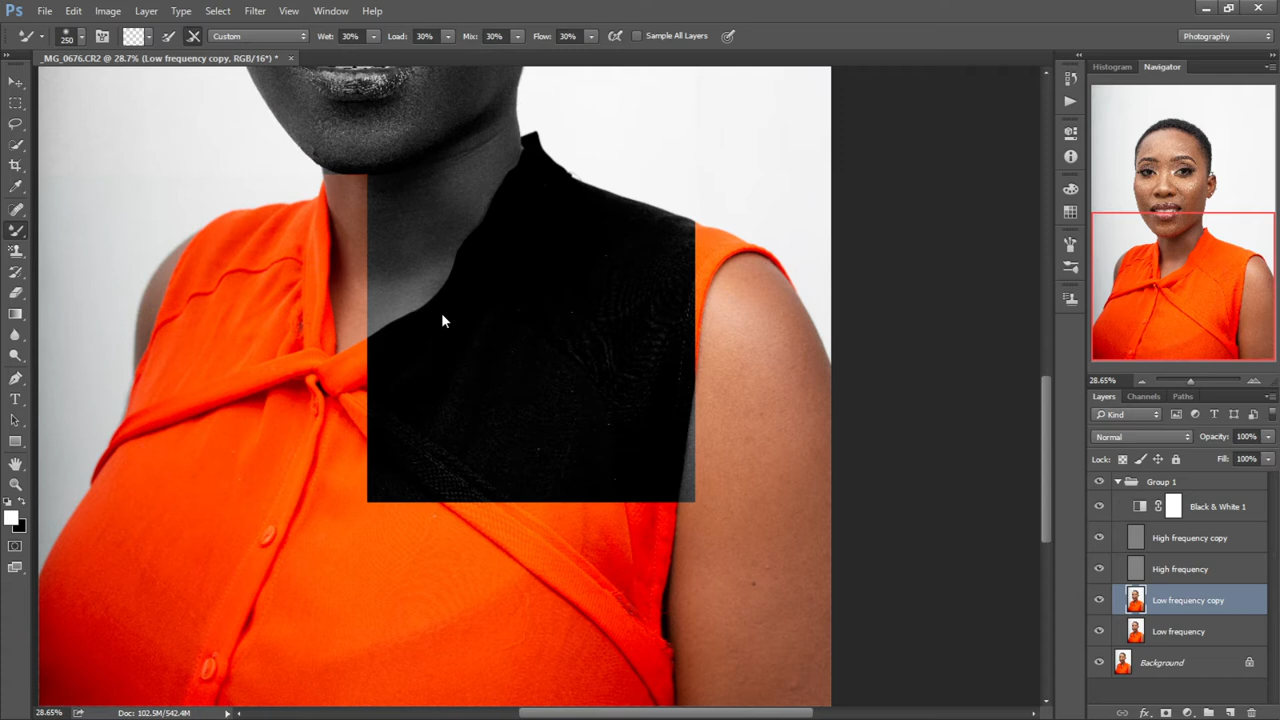 Ps File Edit Image Layer Type Select Filter View Window Help
250 Custom Wet: 30% Load: 30% Mix: 30% Flow: 30% Sample All Layers Photography
_MG_0676.CR2 @ 28.7% (Low frequency copy, RGB/16*) *
Histogram Navigator
28.65%
Layers Channels Paths
Kind
Normal Opacity: 100%
Lock: Fill: 100%
Group 1
Black & White 1
High frequency copy
High frequency
Low frequency copy
Low frequency
Background
28.65% Doc: 102.5M/542.4M